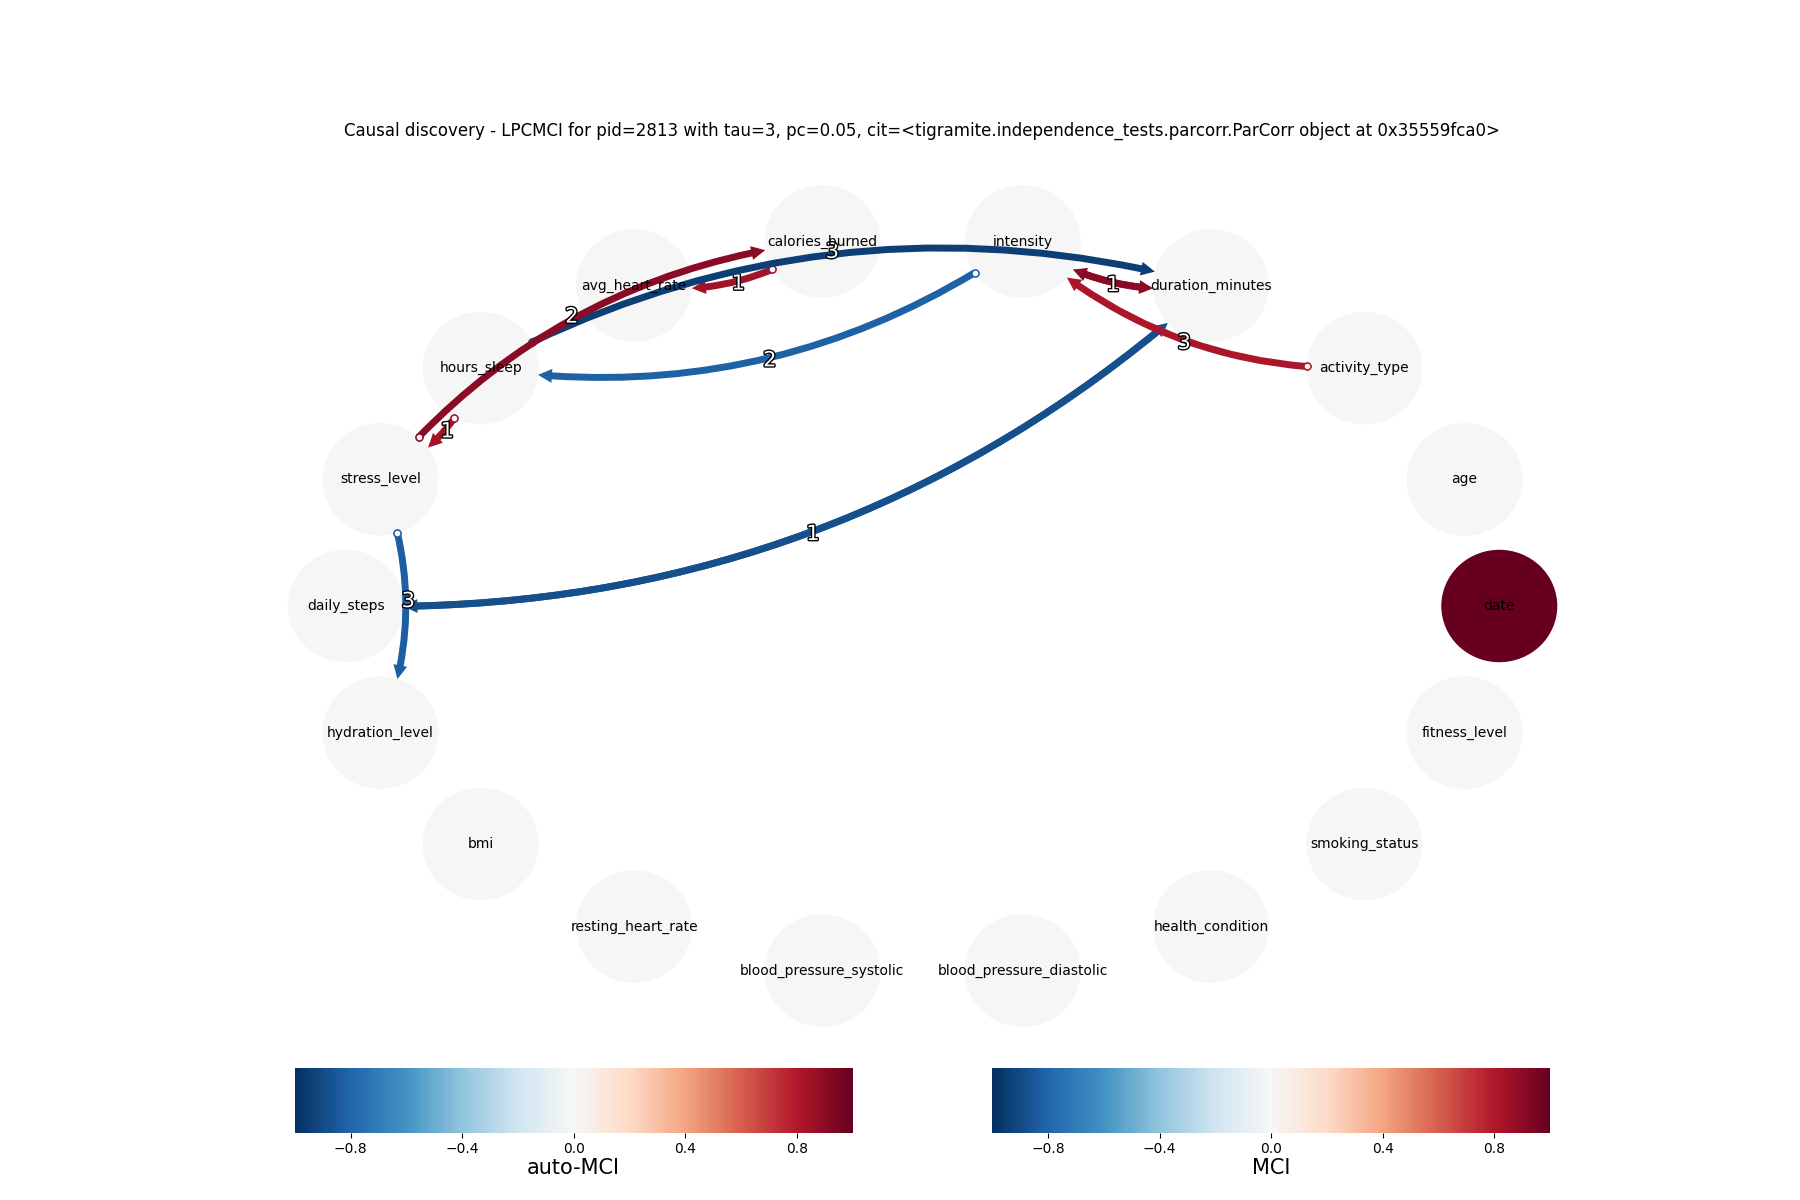 Causal discovery - LPCMCI for pid=2813 with tau=3, pc=0.05, cit=<tigramite.independence_tests.parcorr.ParCorr object at 0x35559fca0>
calories_burned
intensity
3
avg_heart_rate
1
1
duration_minutes
2
3
2
hours_sleep
activity_type
1
stress_level
age
1
3
daily_steps
date
hydration_level
fitness_level
bmi
smoking_status
resting_heart_rate
health_condition
blood_pressure_systolic
blood_pressure_diastolic
−0.8 −0.4 0.0 0.4 0.8
auto-MCI
−0.8 −0.4 0.0 0.4 0.8
MCI